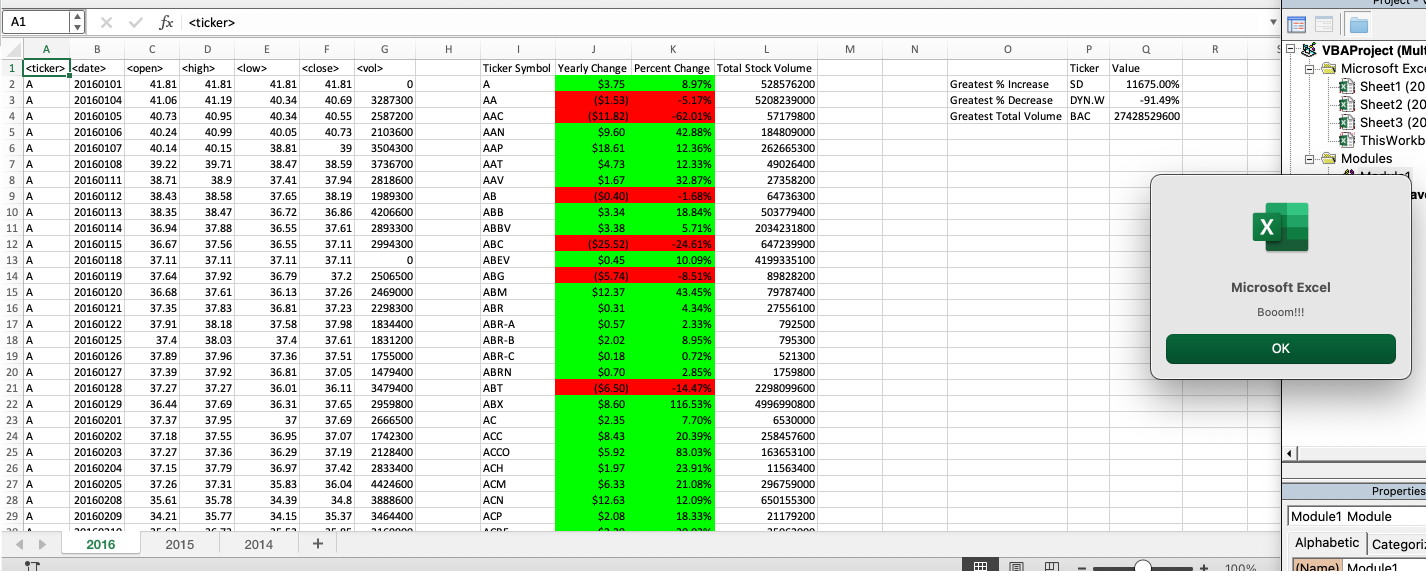 Project - V
A1 fx <ticker>
A B C D E F G H I J K L M N O P Q R S
1 <ticker> <date> <open> <high> <low> <close> <vol> Ticker Symbol Yearly Change Percent Change Total Stock Volume Ticker Value
2 A 20160101 41.81 41.81 41.81 41.81 0 A $3.75 8.97% 528576200 Greatest % Increase SD 11675.00%
3 A 20160104 41.06 41.19 40.34 40.69 3287300 AA ($1.53) -5.17% 5208239000 Greatest % Decrease DYN.W -91.49%
4 A 20160105 40.73 40.95 40.34 40.55 2587200 AAC ($11.82) -62.01% 57179800 Greatest Total Volume BAC 27428529600
5 A 20160106 40.24 40.99 40.05 40.73 2103600 AAN $9.60 42.88% 184809000
6 A 20160107 40.14 40.15 38.81 39 3504300 AAP $18.61 12.36% 262665300
7 A 20160108 39.22 39.71 38.47 38.59 3736700 AAT $4.73 12.33% 49026400
8 A 20160111 38.71 38.9 37.41 37.94 2818600 AAV $1.67 32.87% 27358200
9 A 20160112 38.43 38.58 37.65 38.19 1989300 AB ($0.40) -1.68% 64736300
10 A 20160113 38.35 38.47 36.72 36.86 4206600 ABB $3.34 18.84% 503779400
11 A 20160114 36.94 37.88 36.55 37.61 2893300 ABBV $3.38 5.71% 2034231800
12 A 20160115 36.67 37.56 36.55 37.11 2994300 ABC ($25.52) -24.61% 647239900
13 A 20160118 37.11 37.11 37.11 37.11 0 ABEV $0.45 10.09% 4199335100
14 A 20160119 37.64 37.92 36.79 37.2 2506500 ABG ($5.74) -8.51% 89828200
15 A 20160120 36.68 37.61 36.13 37.26 2469000 ABM $12.37 43.45% 79787400
16 A 20160121 37.35 37.83 36.81 37.23 2298300 ABR $0.31 4.34% 27556100
17 A 20160122 37.91 38.18 37.58 37.98 1834400 ABR-A $0.57 2.33% 792500
18 A 20160125 37.4 38.03 37.4 37.61 1831200 ABR-B $2.02 8.95% 795300
19 A 20160126 37.89 37.96 37.36 37.51 1755000 ABR-C $0.18 0.72% 521300
20 A 20160127 37.39 37.92 36.81 37.05 1479400 ABRN $0.70 2.85% 1759800
21 A 20160128 37.27 37.27 36.01 36.11 3479400 ABT ($6.50) -14.47% 2298099600
22 A 20160129 36.44 37.69 36.31 37.65 2959800 ABX $8.60 116.53% 4996990800
23 A 20160201 37.37 37.95 37 37.69 2666500 AC $2.35 7.70% 6530000
24 A 20160202 37.18 37.55 36.95 37.07 1742300 ACC $8.43 20.39% 258457600
25 A 20160203 37.27 37.36 36.29 37.19 2128400 ACCO $5.92 83.03% 163653100
26 A 20160204 37.15 37.79 36.97 37.42 2833400 ACH $1.97 23.91% 11563400
27 A 20160205 37.26 37.31 35.83 36.04 4424600 ACM $6.33 21.08% 296759000
28 A 20160208 35.61 35.78 34.39 34.8 3888600 ACN $12.63 12.09% 650155300
29 A 20160209 34.21 35.77 34.15 35.37 3464400 ACP $2.08 18.33% 21179200
2016 2015 2014 +
100%
VBAProject (Mult
Microsoft Exce
Sheet1 (20
Sheet2 (20
Sheet3 (20
ThisWorkb
Modules
Microsoft Excel
Booom!!!
OK
Properties
Module1 Module
Alphabetic Categoriz
(Name) Module1